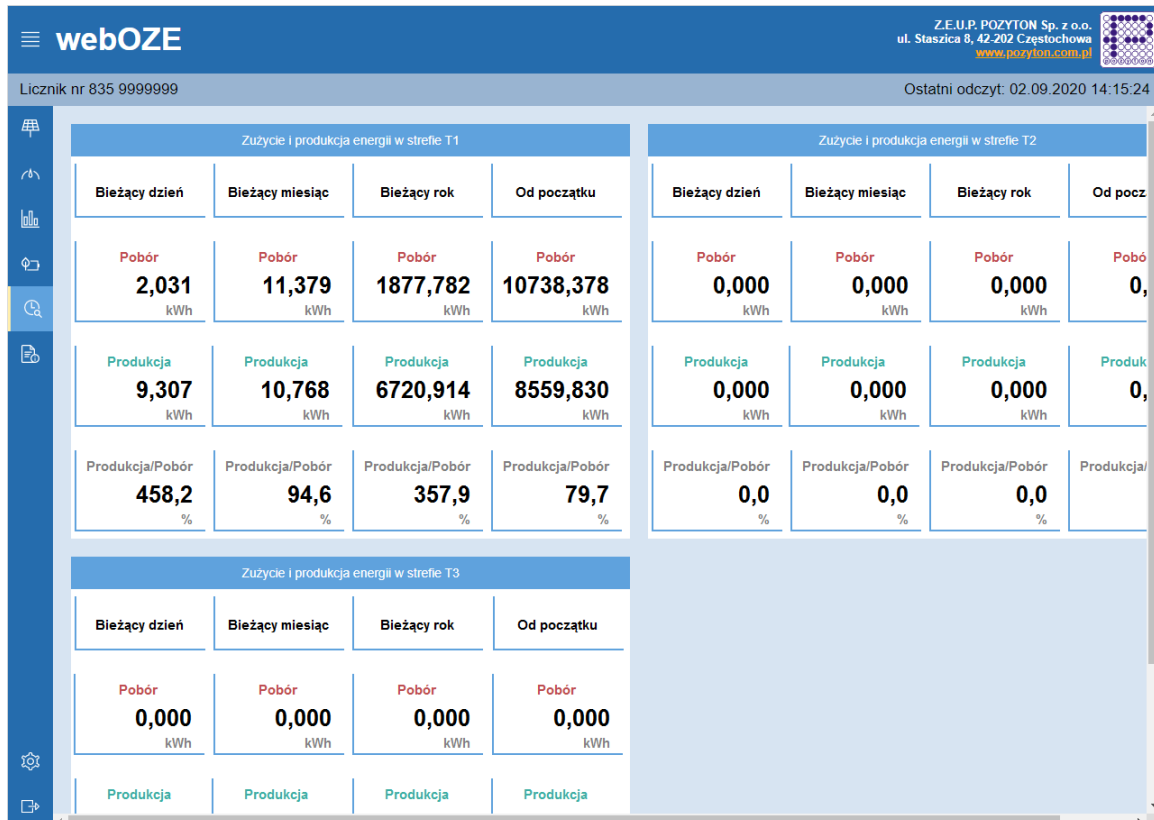 webOZE
Z.E.U.P. POZYTON Sp. z o.o.
ul. Staszica 8, 42-202 Częstochowa
www.pozyton.com.pl
POZYTON
Licznik nr 835 9999999
Ostatni odczyt: 02.09.2020 14:15:24
Zużycie i produkcja energii w strefie T1
Bieżący dzień Bieżący miesiąc Bieżący rok Od początku
Pobór Pobór Pobór Pobór
2,031 11,379 1877,782 10738,378
kWh kWh kWh kWh
Produkcja Produkcja Produkcja Produkcja
9,307 10,768 6720,914 8559,830
kWh kWh kWh kWh
Produkcja/Pobór Produkcja/Pobór Produkcja/Pobór Produkcja/Pobór
458,2 94,6 357,9 79,7
% % % %
Zużycie i produkcja energii w strefie T2
Bieżący dzień Bieżący miesiąc Bieżący rok Od pocz
Pobór Pobór Pobór Pobó
0,000 0,000 0,000 0,
kWh kWh kWh
Produkcja Produkcja Produkcja Produk
0,000 0,000 0,000 0,
kWh kWh kWh
Produkcja/Pobór Produkcja/Pobór Produkcja/Pobór Produkcja/
0,0 0,0 0,0
% % %
Zużycie i produkcja energii w strefie T3
Bieżący dzień Bieżący miesiąc Bieżący rok Od początku
Pobór Pobór Pobór Pobór
0,000 0,000 0,000 0,000
kWh kWh kWh kWh
Produkcja Produkcja Produkcja Produkcja